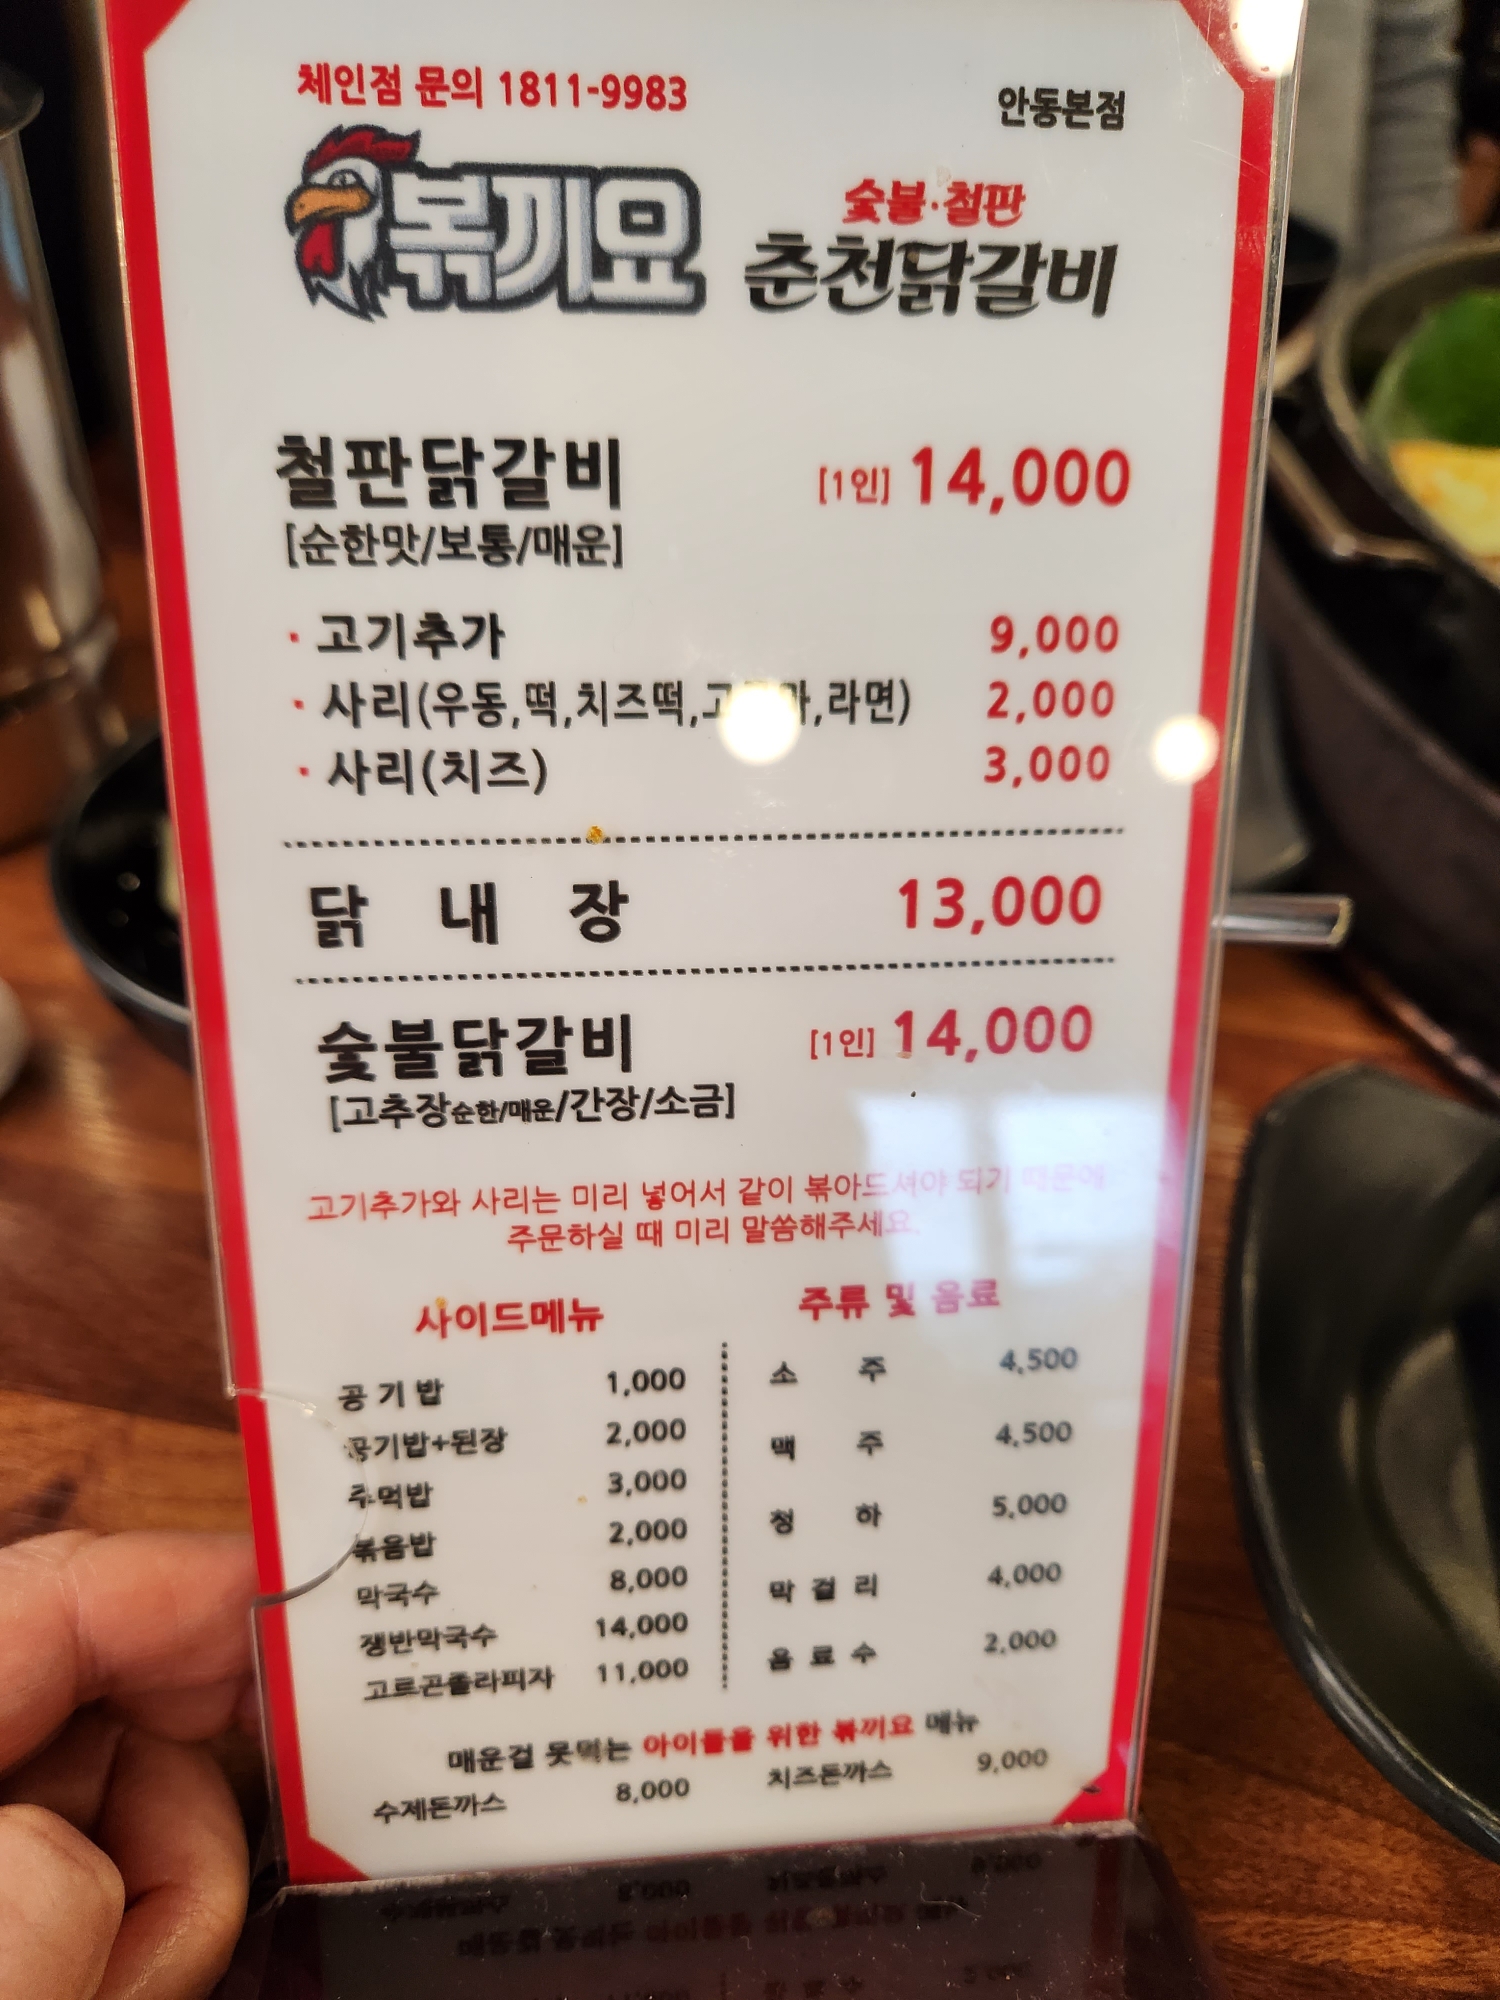 체인점 문의 1811-9983
안동본점
볶끼요
숯불·철판
춘천닭갈비
철판닭갈비 [1인] 14,000
[순한맛/보통/매운]
· 고기추가 9,000
· 사리(우동,떡,치즈떡, ,라면) 2,000
· 사리(치즈) 3,000
닭 내 장 13,000
숯불닭갈비 [1인] 14,000
[고추장순한/매운/간장/소금]
고기추가와 사리는 미리 넣어서 같이 볶아드셔야 되기 때문에
주문하실 때 미리 말씀해주세요.
사이드메뉴
공 기 밥 1,000
공기밥+된장 2,000
주먹밥 3,000
볶음밥 2,000
막국수 8,000
쟁반막국수 14,000
고르곤졸라피자 11,000
주류 및 음료
소 주 4,500
맥 주 4,500
청 하 5,000
막 걸 리 4,000
음 료 수 2,000
매운걸 못먹는 아이들을 위한 볶끼요 메뉴
수제돈까스 8,000
치즈돈까스 9,000